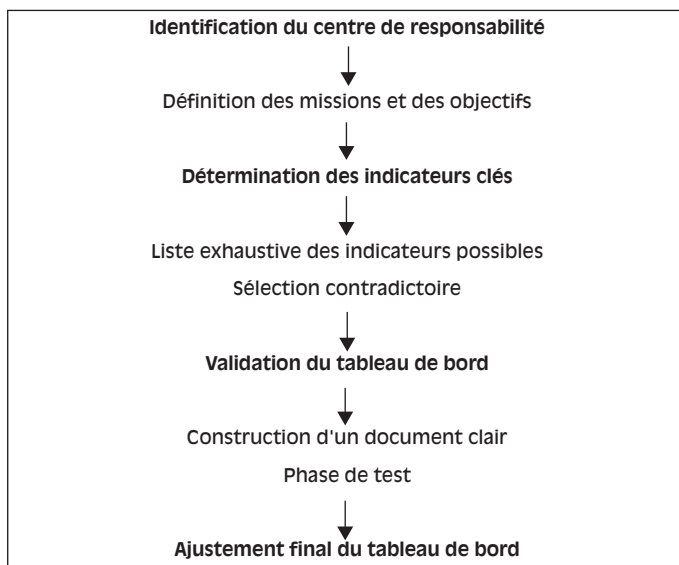 Identification du centre de responsabilité
Définition des missions et des objectifs
Détermination des indicateurs clés
Liste exhaustive des indicateurs possibles
Sélection contradictoire
Validation du tableau de bord
Construction d'un document clair
Phase de test
Ajustement final du tableau de bord